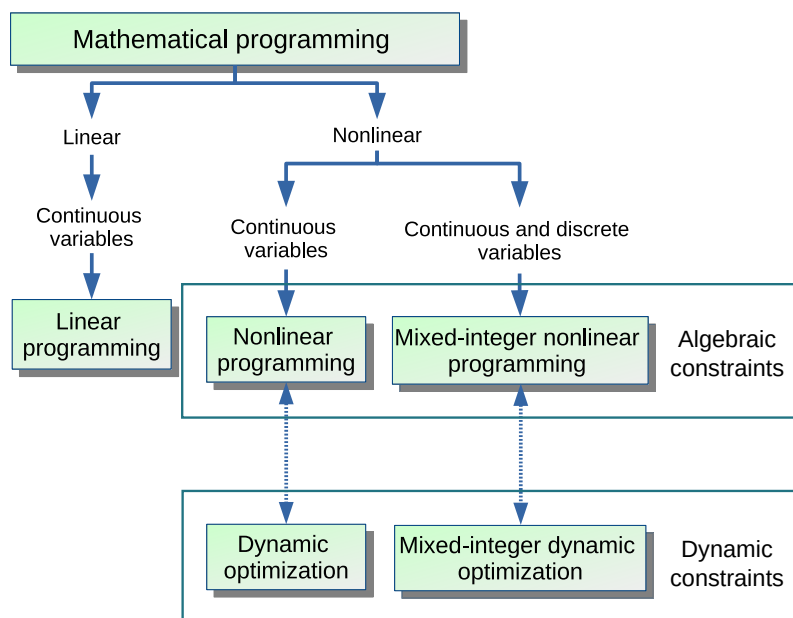 Mathematical programming
Linear
Nonlinear
Continuous
variables
Continuous
variables
Continuous and discrete
variables
Linear
programming
Nonlinear
programming
Mixed-integer nonlinear
programming
Algebraic
constraints
Dynamic
optimization
Mixed-integer dynamic
optimization
Dynamic
constraints